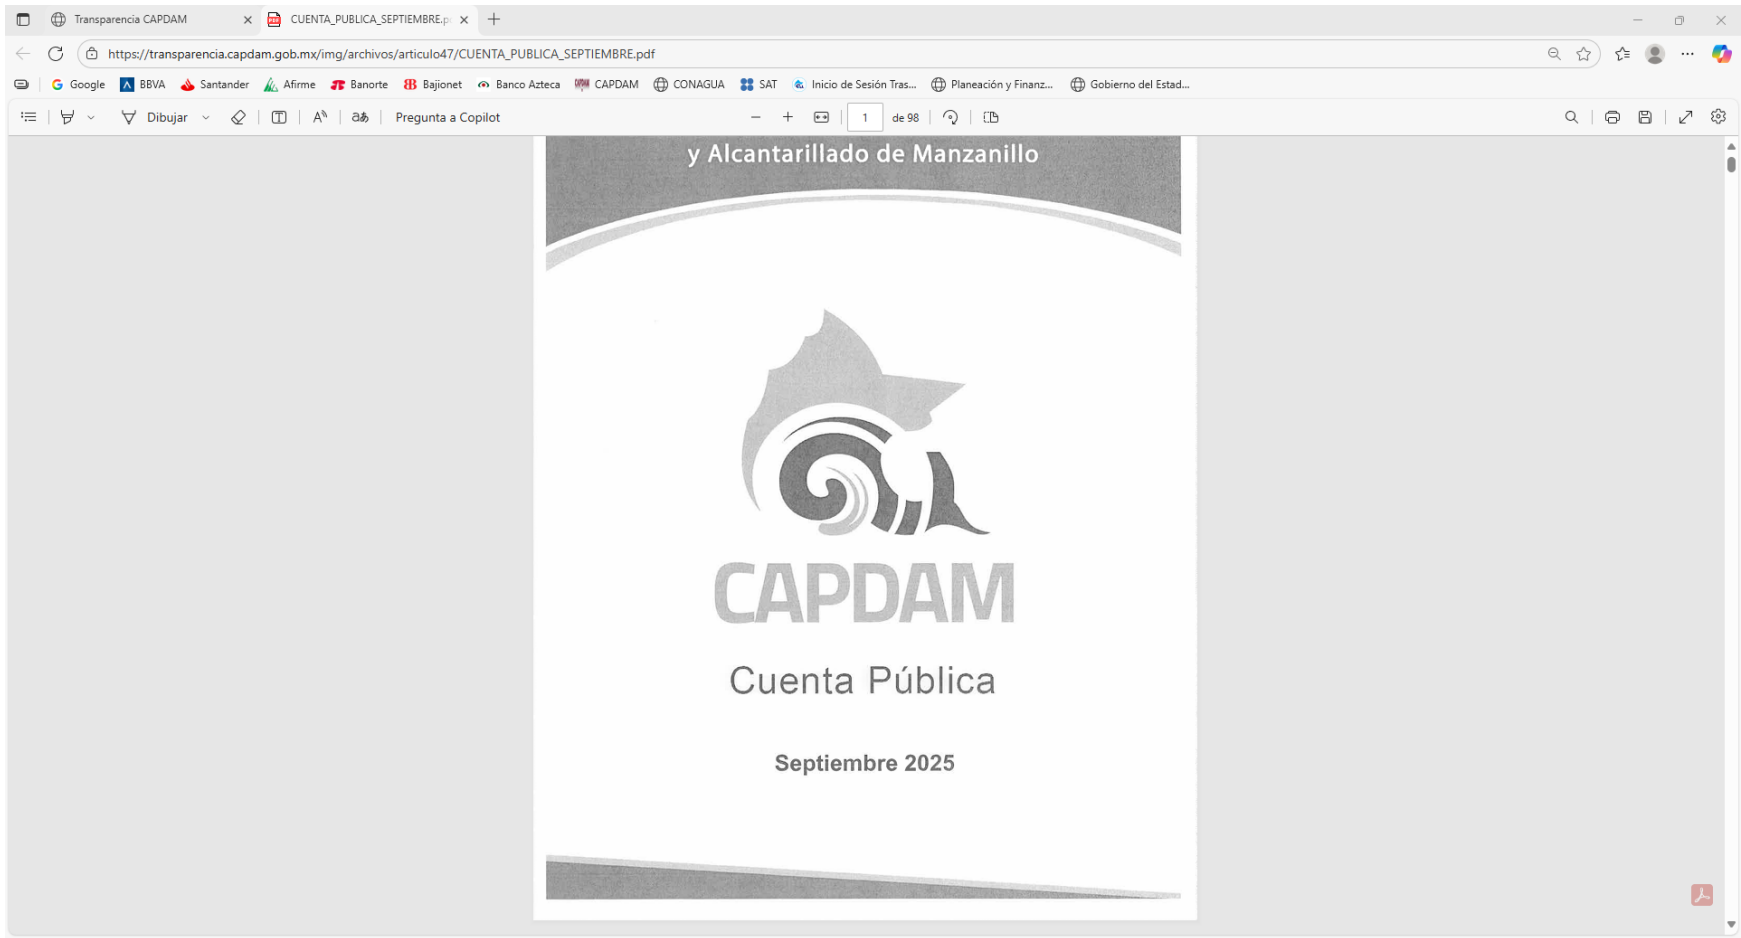 Transparencia CAPDAM
CUENTA_PUBLICA_SEPTIEMBRE.p
https://transparencia.capdam.gob.mx/img/archivos/articulo47/CUENTA_PUBLICA_SEPTIEMBRE.pdf
Google BBVA Santander Afirme Banorte Bajionet Banco Azteca CAPDAM CONAGUA SAT Inicio de Sesión Tras... Planeación y Finanz... Gobierno del Estad...
Dibujar Pregunta a Copilot 1 de 98
y Alcantarillado de Manzanillo
CAPDAM
Cuenta Pública
Septiembre 2025